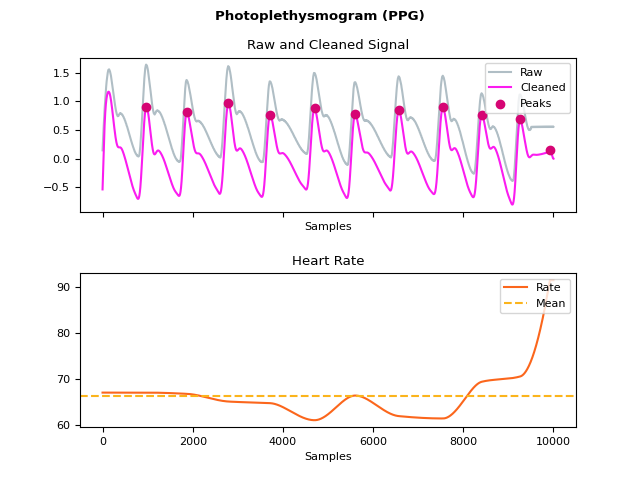 Photoplethysmogram (PPG)
Raw and Cleaned Signal
1.5
1.0
0.5
0.0
−0.5
Raw
Cleaned
Peaks
Samples
Heart Rate
90
80
70
60
Rate
Mean
0
2000
4000
6000
8000
10000
Samples